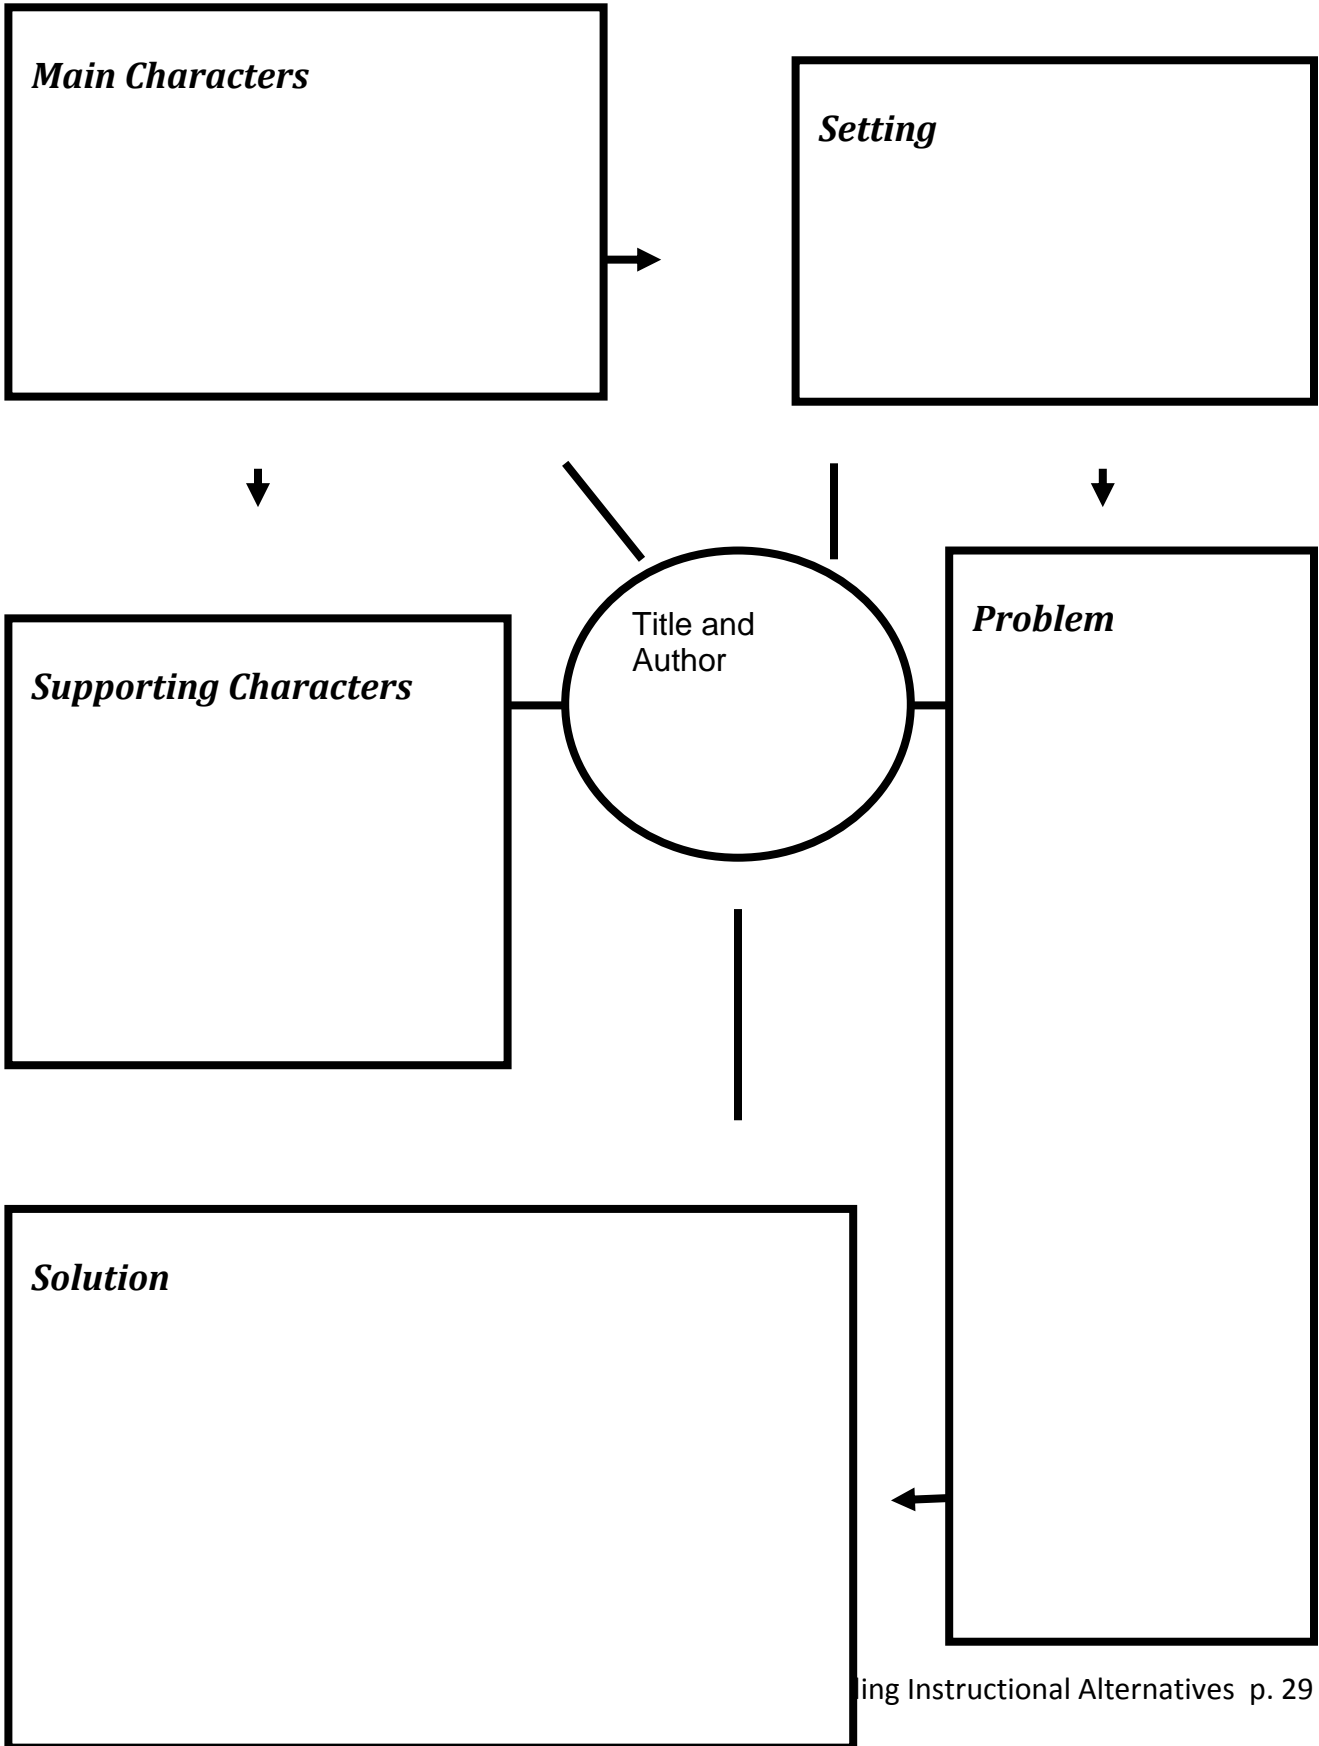 Main Characters
Setting
Title and
Author
Problem
Supporting Characters
Solution
Instructional Alternatives p. 29